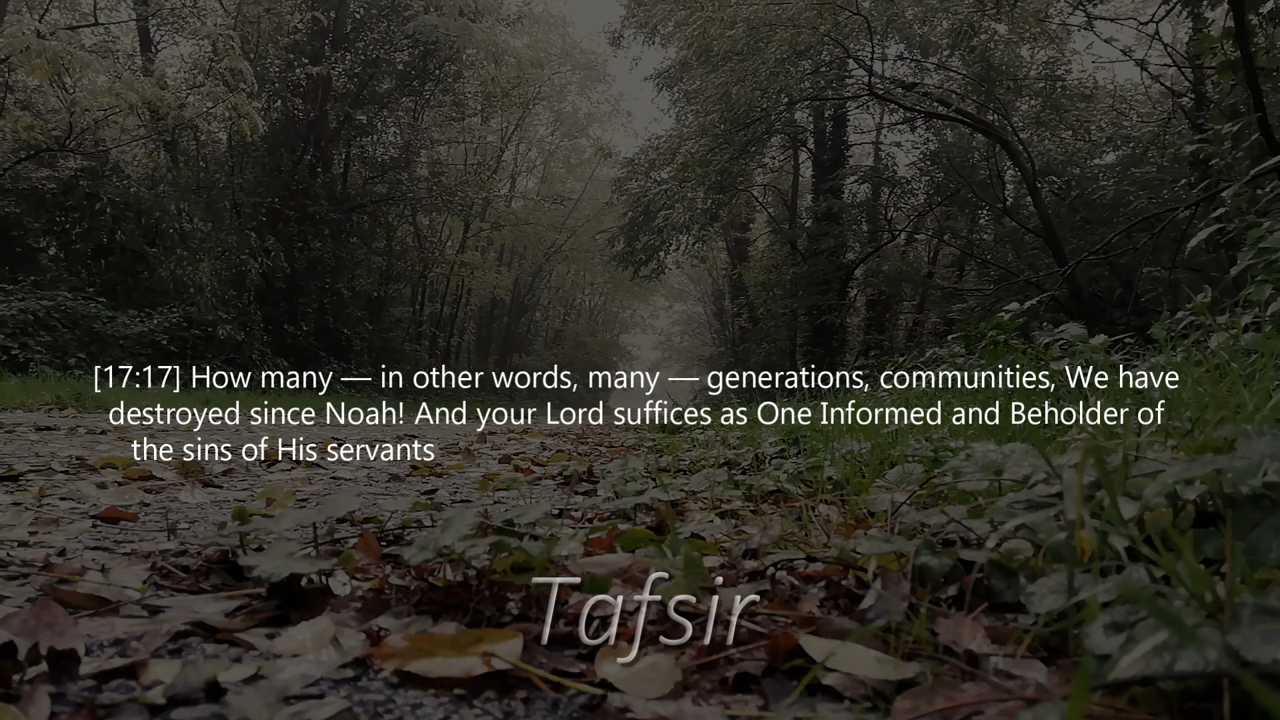 [17:17] How many — in other words, many — generations, communities, We have
destroyed since Noah! And your Lord suffices as One Informed and Beholder of
the sins of His servants
Tafsir